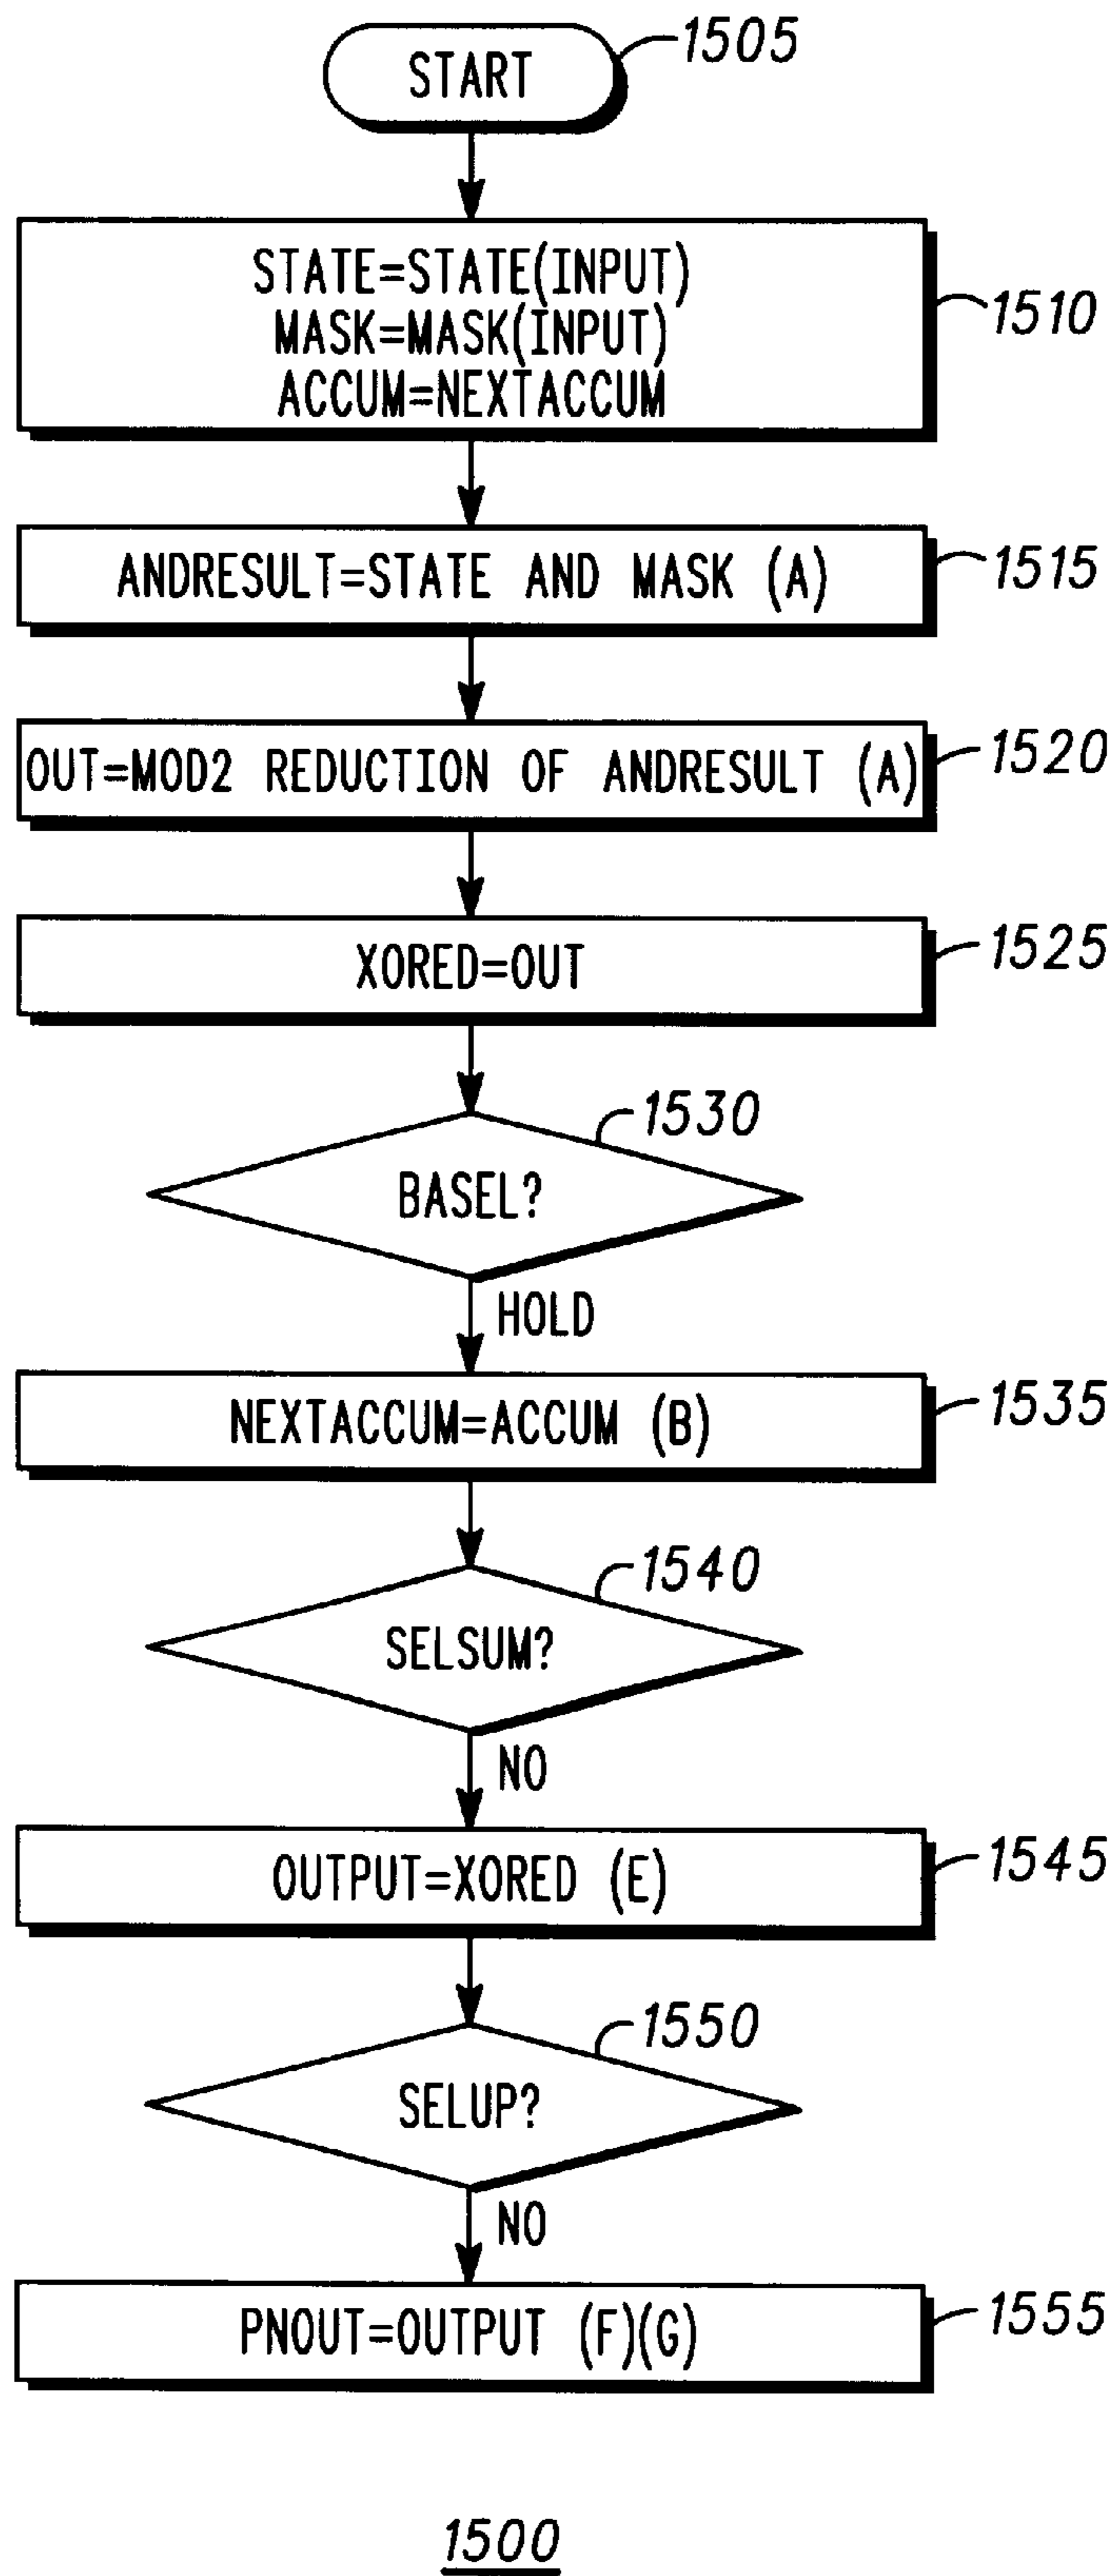 START
1505
STATE=STATE(INPUT)
MASK=MASK(INPUT)
ACCUM=NEXTACCUM
1510
ANDRESULT=STATE AND MASK (A)
1515
OUT=MOD2 REDUCTION OF ANDRESULT (A)
1520
XORED=OUT
1525
BASEL?
1530
HOLD
NEXTACCUM=ACCUM (B)
1535
SELSUM?
1540
NO
OUTPUT=XORED (E)
1545
SELUP?
1550
NO
PNOUT=OUTPUT (F)(G)
1555
1500